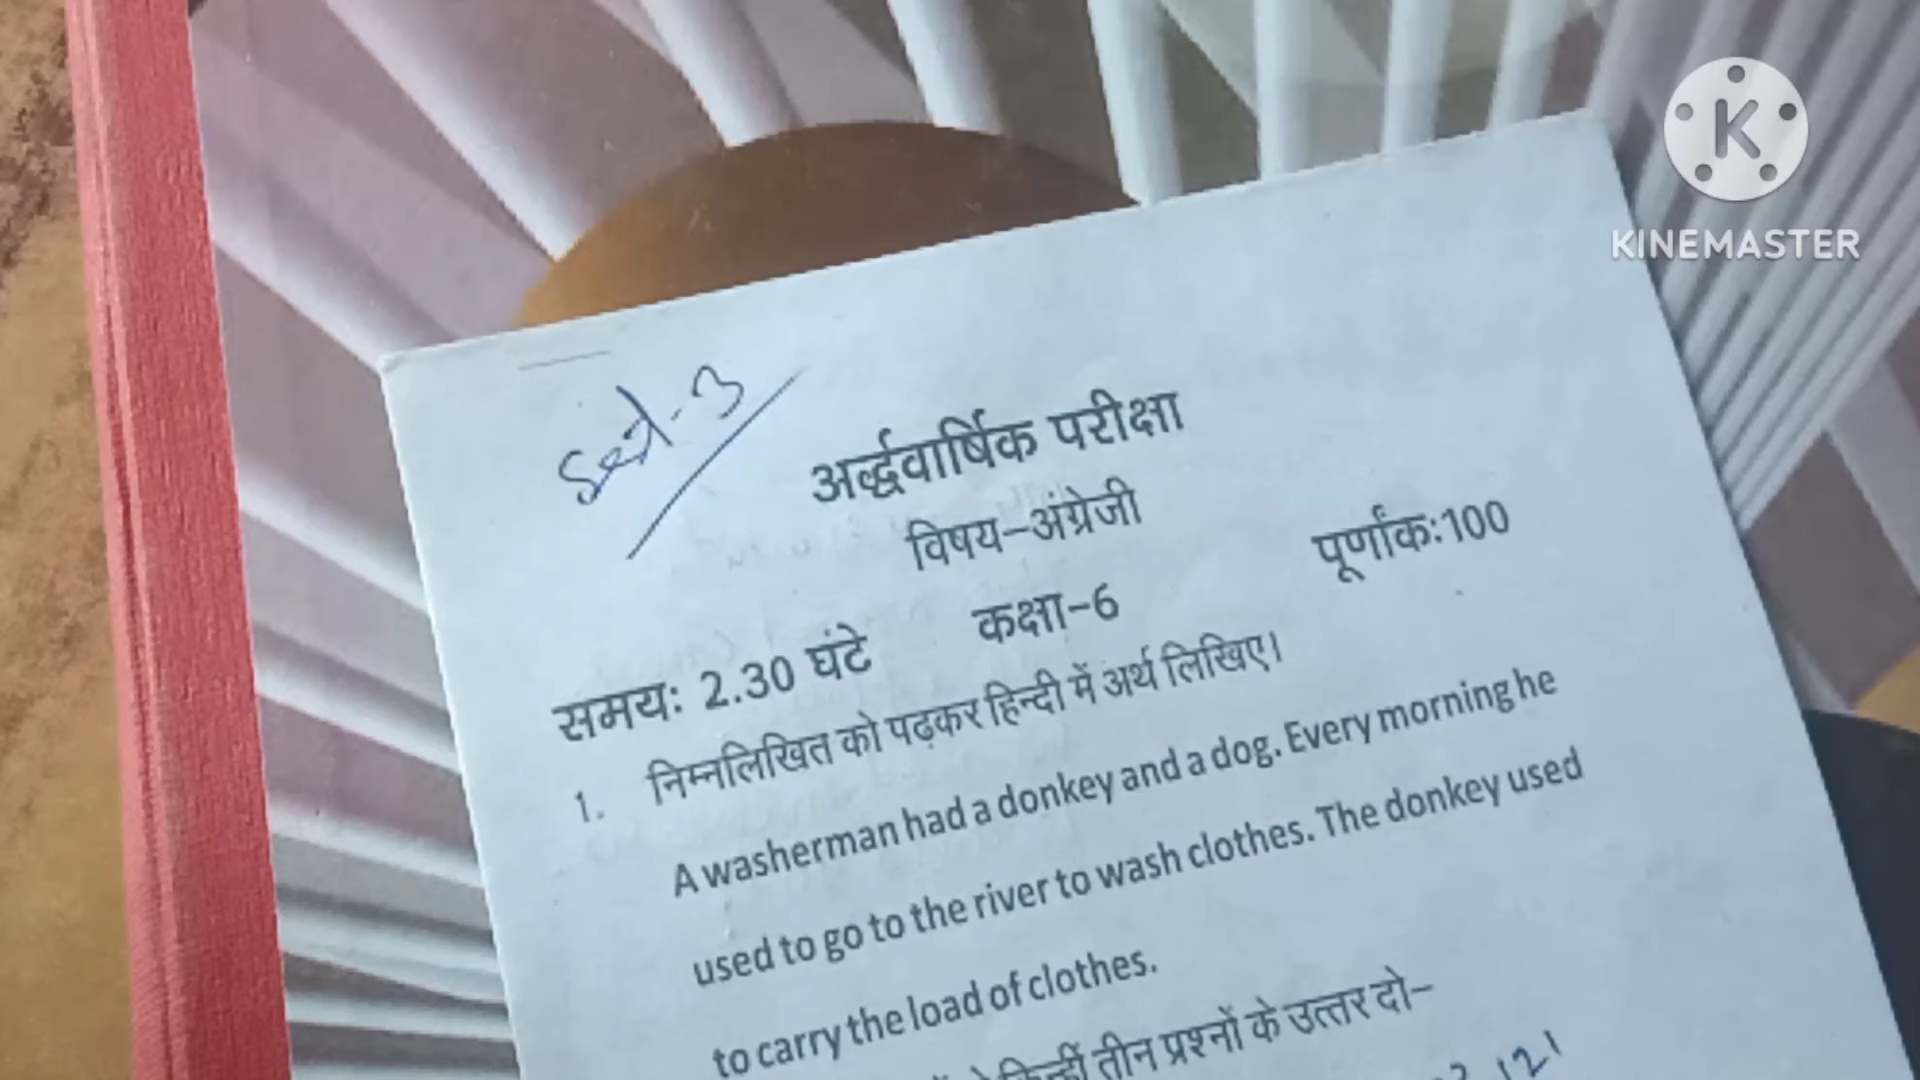 K
KINEMASTER
Set-3
अर्द्धवार्षिक परीक्षा
विषय-अंग्रेजी
पूर्णांक:100
कक्षा-6
समय: 2.30 घंटे
1. निम्नलिखित को पढ़कर हिन्दी में अर्थ लिखिए।
A washerman had a donkey and a dog. Every morning he
used to go to the river to wash clothes. The donkey used
to carry the load of clothes.
तीन प्रश्नों के उत्तर दो-